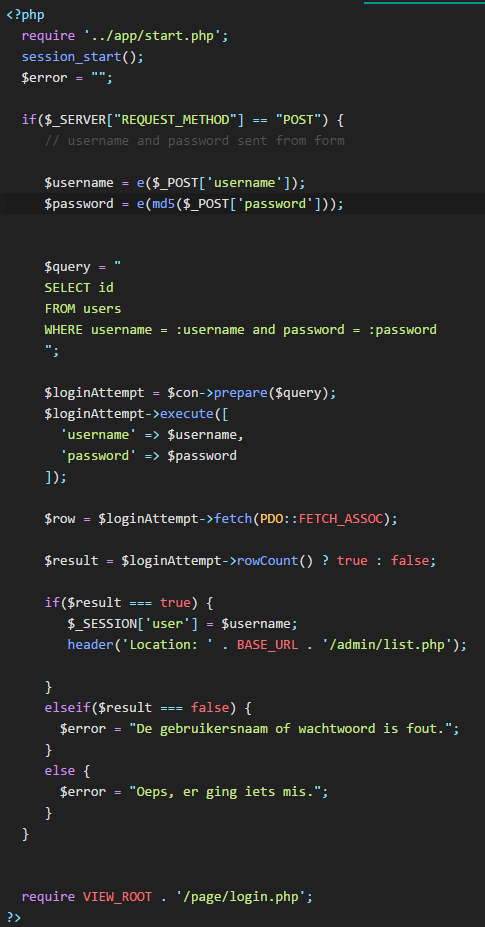 <?php
require '../app/start.php';
session_start();
$error = "";
if($_SERVER["REQUEST_METHOD"] == "POST") {
// username and password sent from form
$username = e($_POST['username']);
$password = e(md5($_POST['password']));
$query = "
SELECT id
FROM users
WHERE username = :username and password = :password
";
$loginAttempt = $con->prepare($query);
$loginAttempt->execute([
'username' => $username,
'password' => $password
]);
$row = $loginAttempt->fetch(PDO::FETCH_ASSOC);
$result = $loginAttempt->rowCount() ? true : false;
if($result === true) {
$_SESSION['user'] = $username;
header('Location: ' . BASE_URL . '/admin/list.php');
}
elseif($result === false) {
$error = "De gebruikersnaam of wachtwoord is fout.";
}
else {
$error = "Oeps, er ging iets mis.";
}
}
require VIEW_ROOT . '/page/login.php';
?>